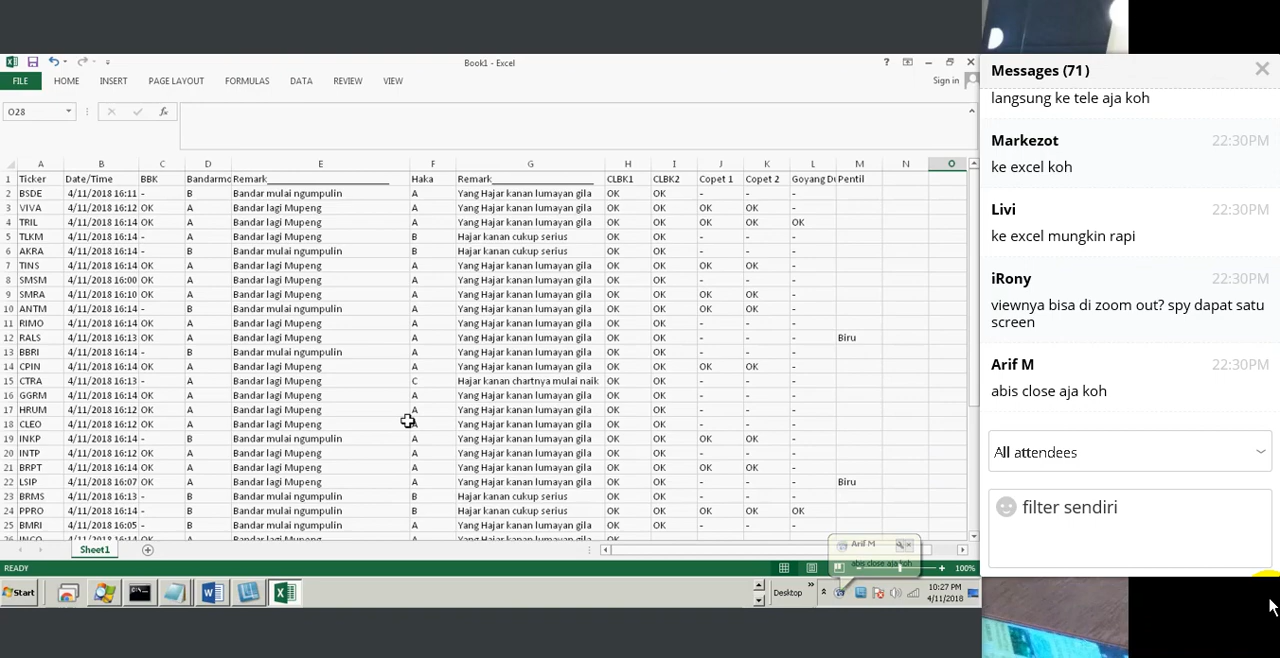 Book1 - Excel
FILE HOME INSERT PAGE LAYOUT FORMULAS DATA REVIEW VIEW Sign in
O28
A B C D E F G H I J K L M N O
1 Ticker Date/Time BBK Bandarmo Remark Haka Remark CLBK1 CLBK2 Copet 1 Copet 2 Goyang Du Pentil
2 BSDE 4/11/2018 16:11 - B Bandar mulai ngumpulin A Yang Hajar kanan lumayan gila OK OK - - -
3 VIVA 4/11/2018 16:12 OK A Bandar lagi Mupeng A Yang Hajar kanan lumayan gila OK OK OK OK -
4 TRIL 4/11/2018 16:14 OK A Bandar lagi Mupeng A Yang Hajar kanan lumayan gila OK OK OK OK OK
5 TLKM 4/11/2018 16:14 - A Bandar lagi Mupeng B Hajar kanan cukup serius OK OK - - -
6 AKRA 4/11/2018 16:14 - B Bandar mulai ngumpulin B Hajar kanan cukup serius OK OK - - -
7 TINS 4/11/2018 16:14 OK A Bandar lagi Mupeng A Yang Hajar kanan lumayan gila OK OK OK OK -
8 SMSM 4/11/2018 16:00 OK A Bandar lagi Mupeng A Yang Hajar kanan lumayan gila OK OK - - -
9 SMRA 4/11/2018 16:10 OK A Bandar lagi Mupeng A Yang Hajar kanan lumayan gila OK OK OK OK -
10 ANTM 4/11/2018 16:14 - B Bandar mulai ngumpulin A Yang Hajar kanan lumayan gila OK OK OK OK -
11 RIMO 4/11/2018 16:14 OK A Bandar lagi Mupeng A Yang Hajar kanan lumayan gila OK OK - - -
12 RALS 4/11/2018 16:13 OK A Bandar lagi Mupeng A Yang Hajar kanan lumayan gila OK OK - - - Biru
13 BBRI 4/11/2018 16:14 - B Bandar mulai ngumpulin A Yang Hajar kanan lumayan gila OK OK - - -
14 CPIN 4/11/2018 16:14 OK A Bandar lagi Mupeng A Yang Hajar kanan lumayan gila OK OK OK OK -
15 CTRA 4/11/2018 16:13 - A Bandar lagi Mupeng C Hajar kanan chartnya mulai naik OK OK - - -
16 GGRM 4/11/2018 16:14 OK A Bandar lagi Mupeng A Yang Hajar kanan lumayan gila OK OK - - -
17 HRUM 4/11/2018 16:12 OK A Bandar lagi Mupeng A Yang Hajar kanan lumayan gila OK OK - - -
18 CLEO 4/11/2018 16:12 OK A Bandar lagi Mupeng A Yang Hajar kanan lumayan gila OK OK - - -
19 INKP 4/11/2018 16:14 - B Bandar mulai ngumpulin A Yang Hajar kanan lumayan gila OK OK OK OK -
20 INTP 4/11/2018 16:12 OK A Bandar lagi Mupeng A Yang Hajar kanan lumayan gila OK OK - - -
21 BRPT 4/11/2018 16:14 OK A Bandar lagi Mupeng A Yang Hajar kanan lumayan gila OK OK OK OK -
22 LSIP 4/11/2018 16:07 OK A Bandar lagi Mupeng A Yang Hajar kanan lumayan gila OK OK - - - Biru
23 BRMS 4/11/2018 16:13 - B Bandar mulai ngumpulin B Hajar kanan cukup serius OK OK - - -
24 PPRO 4/11/2018 16:14 - B Bandar mulai ngumpulin B Hajar kanan cukup serius OK OK OK OK OK
25 BMRI 4/11/2018 16:05 - B Bandar mulai ngumpulin A Yang Hajar kanan lumayan gila OK OK - - -
Sheet1
Arif M
abis close aja koh
READY 100%
Start Desktop 10:27 PM
4/11/2018
Messages (71)
langsung ke tele aja koh
Markezot 22:30PM
ke excel koh
Livi 22:30PM
ke excel mungkin rapi
iRony 22:30PM
viewnya bisa di zoom out? spy dapat satu
screen
Arif M 22:30PM
abis close aja koh
All attendees
filter sendiri